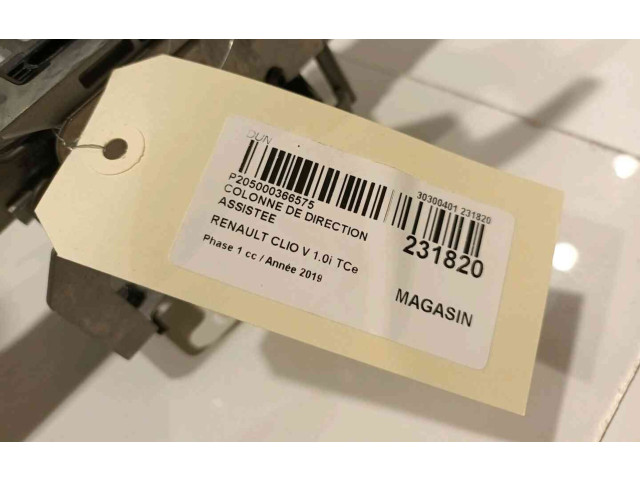 DUN
P205000366575
30300401 231820
COLONNE DE DIRECTION
ASSISTEE
231820
RENAULT CLIO V 1.0i TCe
Phase 1 cc / Année 2019
MAGASIN